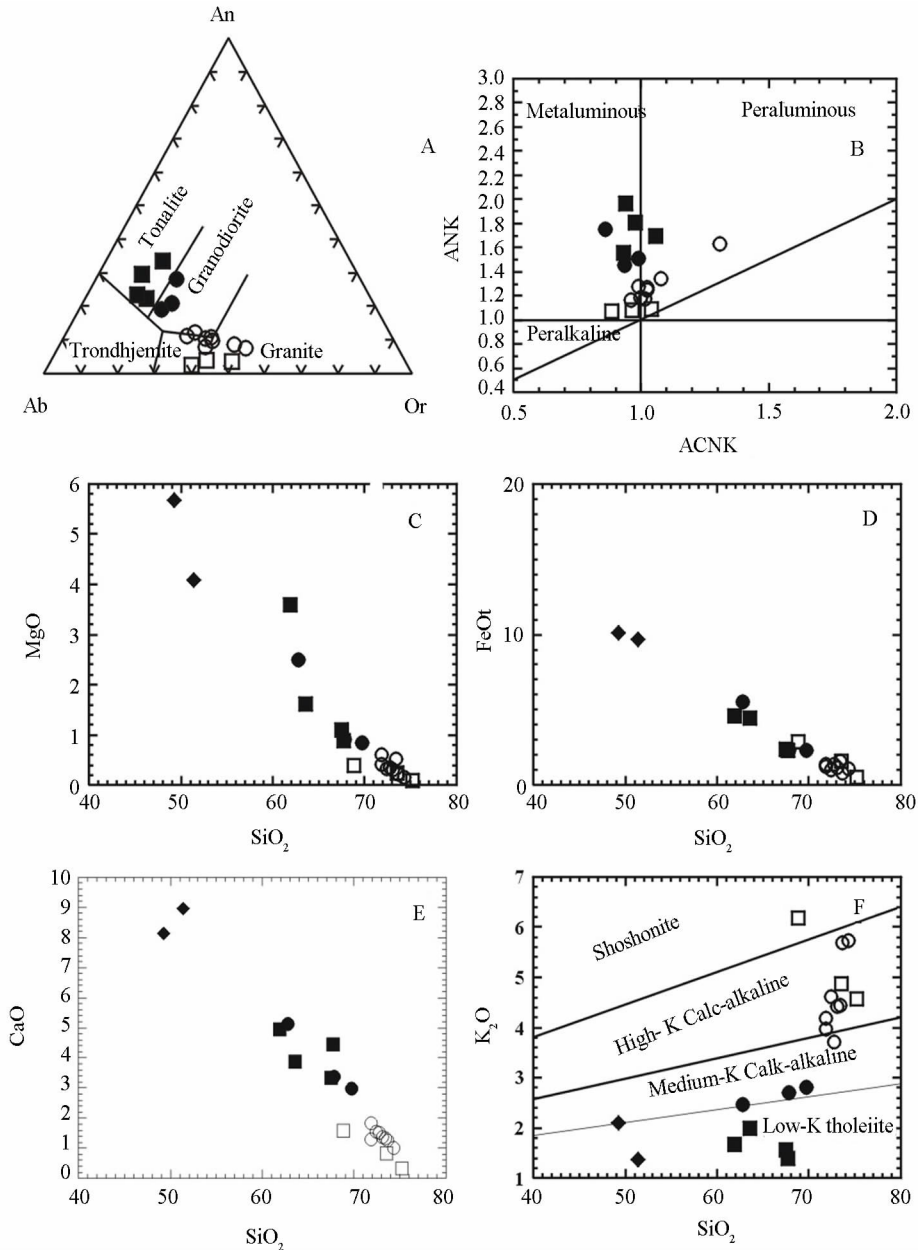 An
A
Tonalite
Granodiorite
Trondhjemite
Granite
Ab
Or
3.0
2.8
2.6
2.4
2.2
2.0
1.8
1.6
1.4
1.2
1.0
0.8
0.6
0.4
Metaluminous
Peraluminous
B
Peralkaline
ANK
0.5
1.0
1.5
2.0
ACNK
6
5
4
3
2
1
0
C
MgO
40
50
60
70
80
SiO2
20
10
0
D
FeOt
40
50
60
70
80
SiO2
10
9
8
7
6
5
4
3
2
1
0
E
CaO
40
50
60
70
80
SiO2
7
6
5
4
3
2
1
F
Shoshonite
High- K Calc-alkaline
Medium-K Calk-alkaline
Low-K tholeiite
K2O
40
50
60
70
80
SiO2